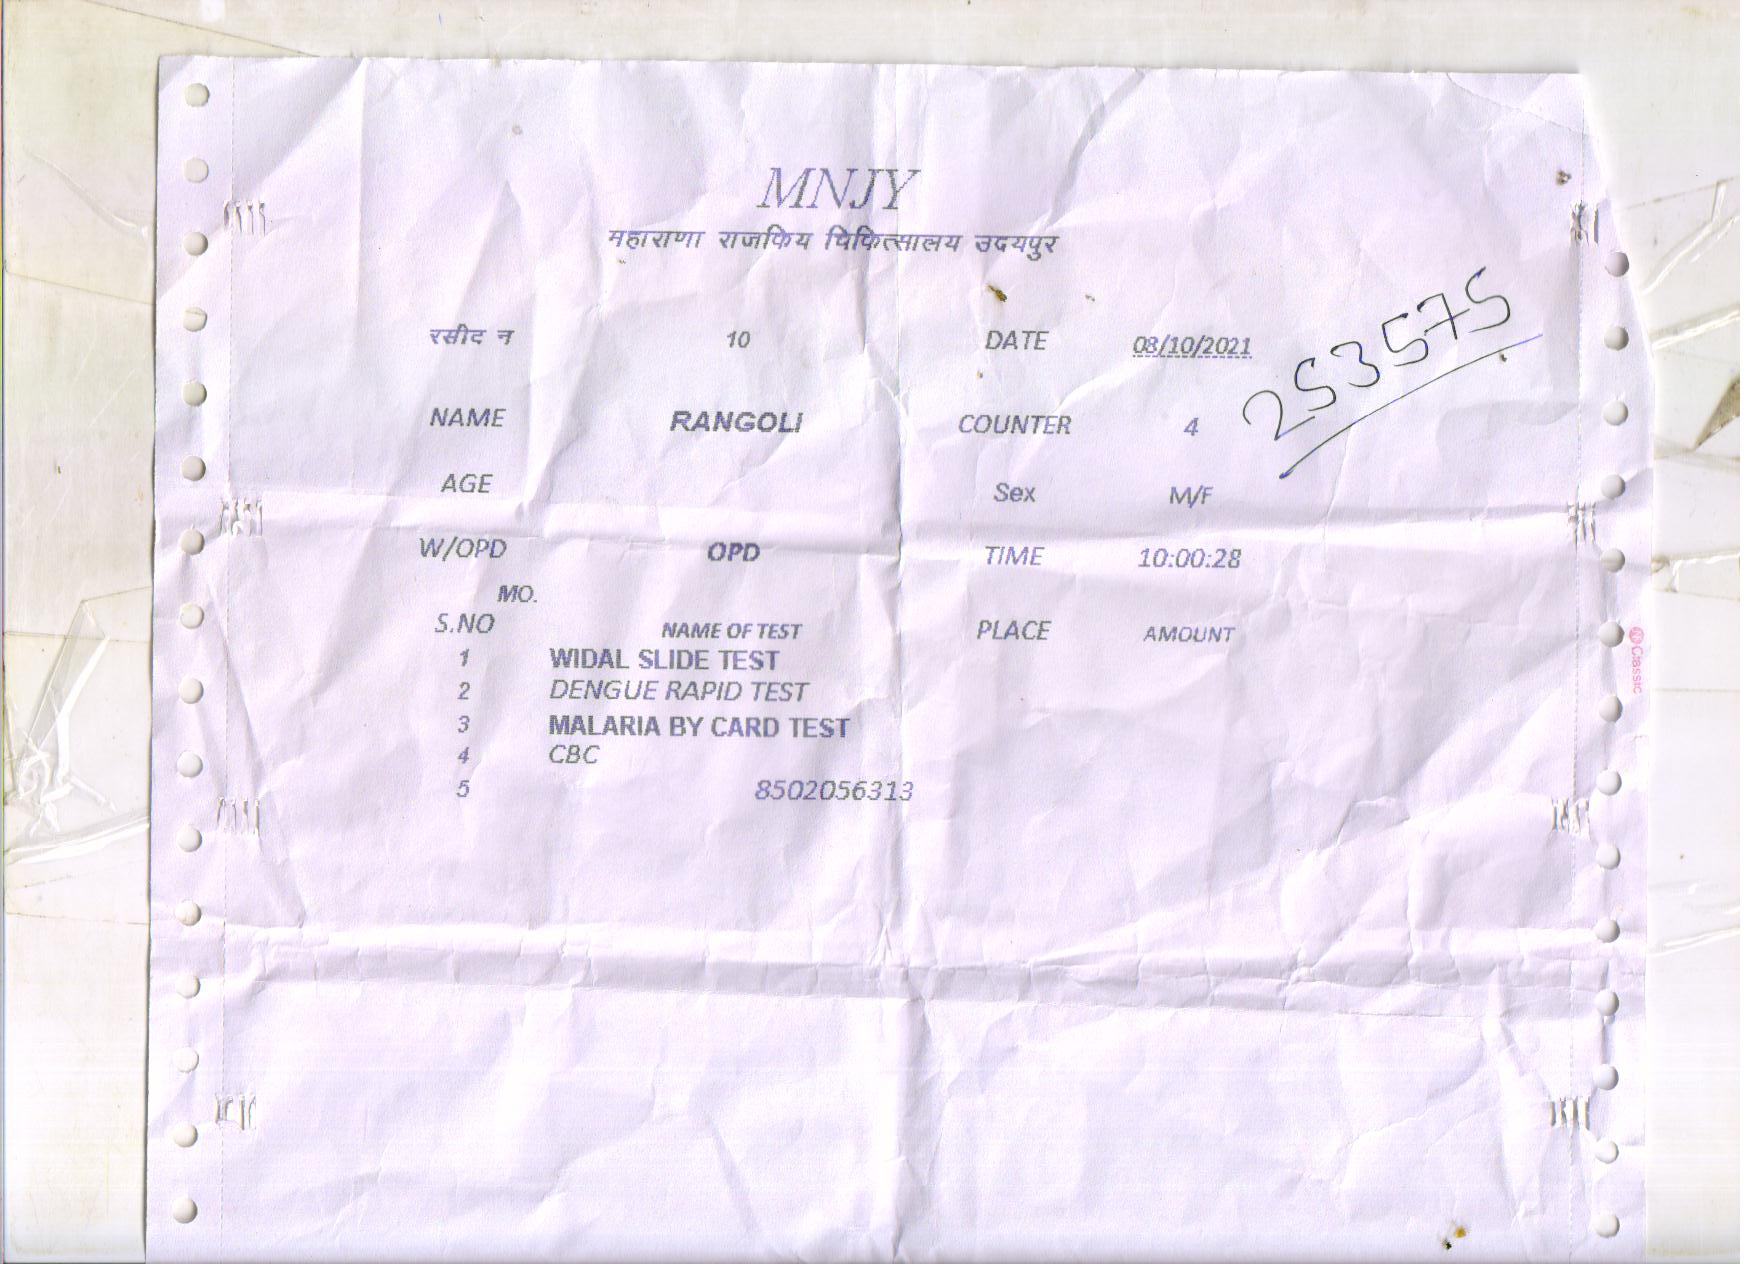 MNJY
महाराणा राजकिय चिकित्सालय उदयपुर
रसीद न 10 DATE 08/10/2021
253575
NAME RANGOLI COUNTER 4
AGE Sex M/F
W/OPD OPD TIME 10:00:28
MO.
S.NO NAME OF TEST PLACE AMOUNT
1 WIDAL SLIDE TEST
2 DENGUE RAPID TEST
3 MALARIA BY CARD TEST
4 CBC
5 8502056313
Classic